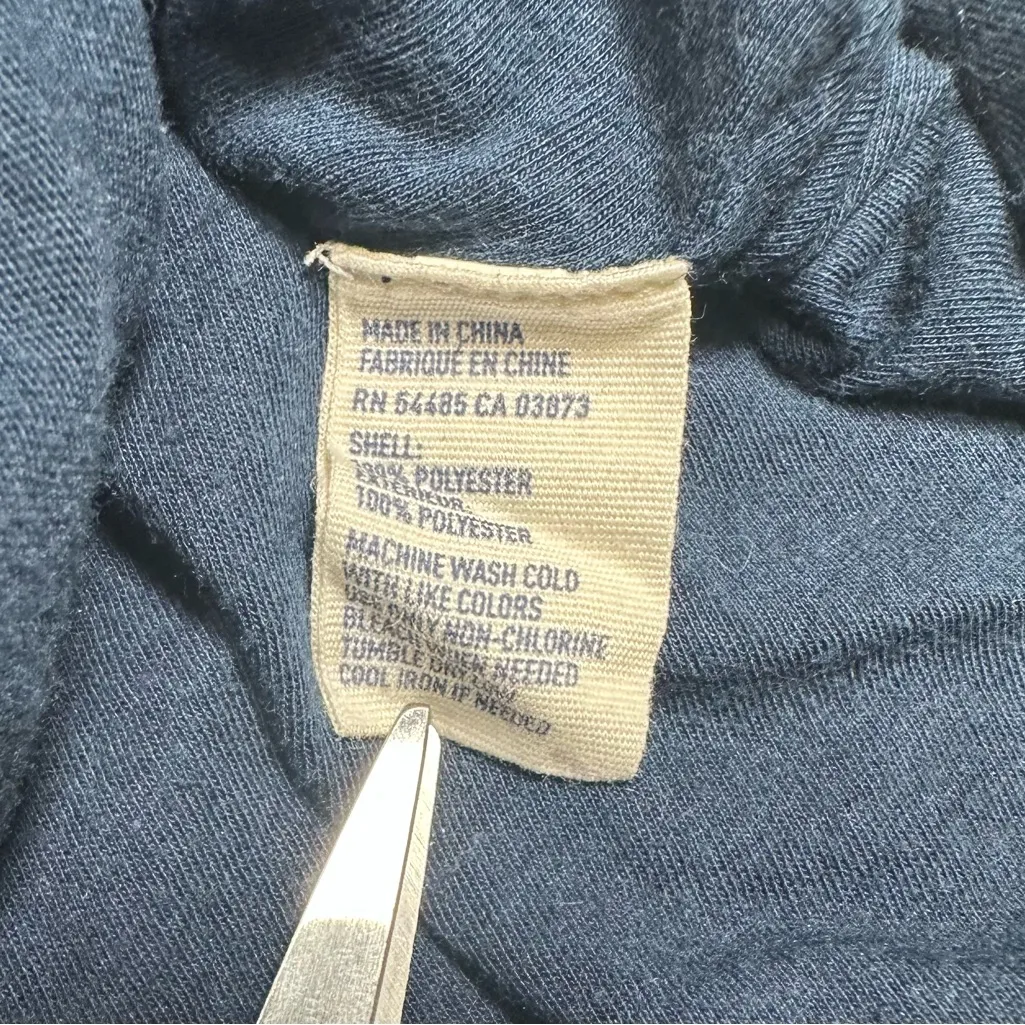 MADE IN CHINA
FABRIQUÉ EN CHINE
RN 54485 CA 03873
SHELL:
100% POLYESTER
EXTÉRIEUR
100% POLYESTER
MACHINE WASH COLD
WITH LIKE COLORS
USE ONLY NON-CHLORINE
BLEACH WHEN NEEDED
TUMBLE DRY LOW
COOL IRON IF NEEDED